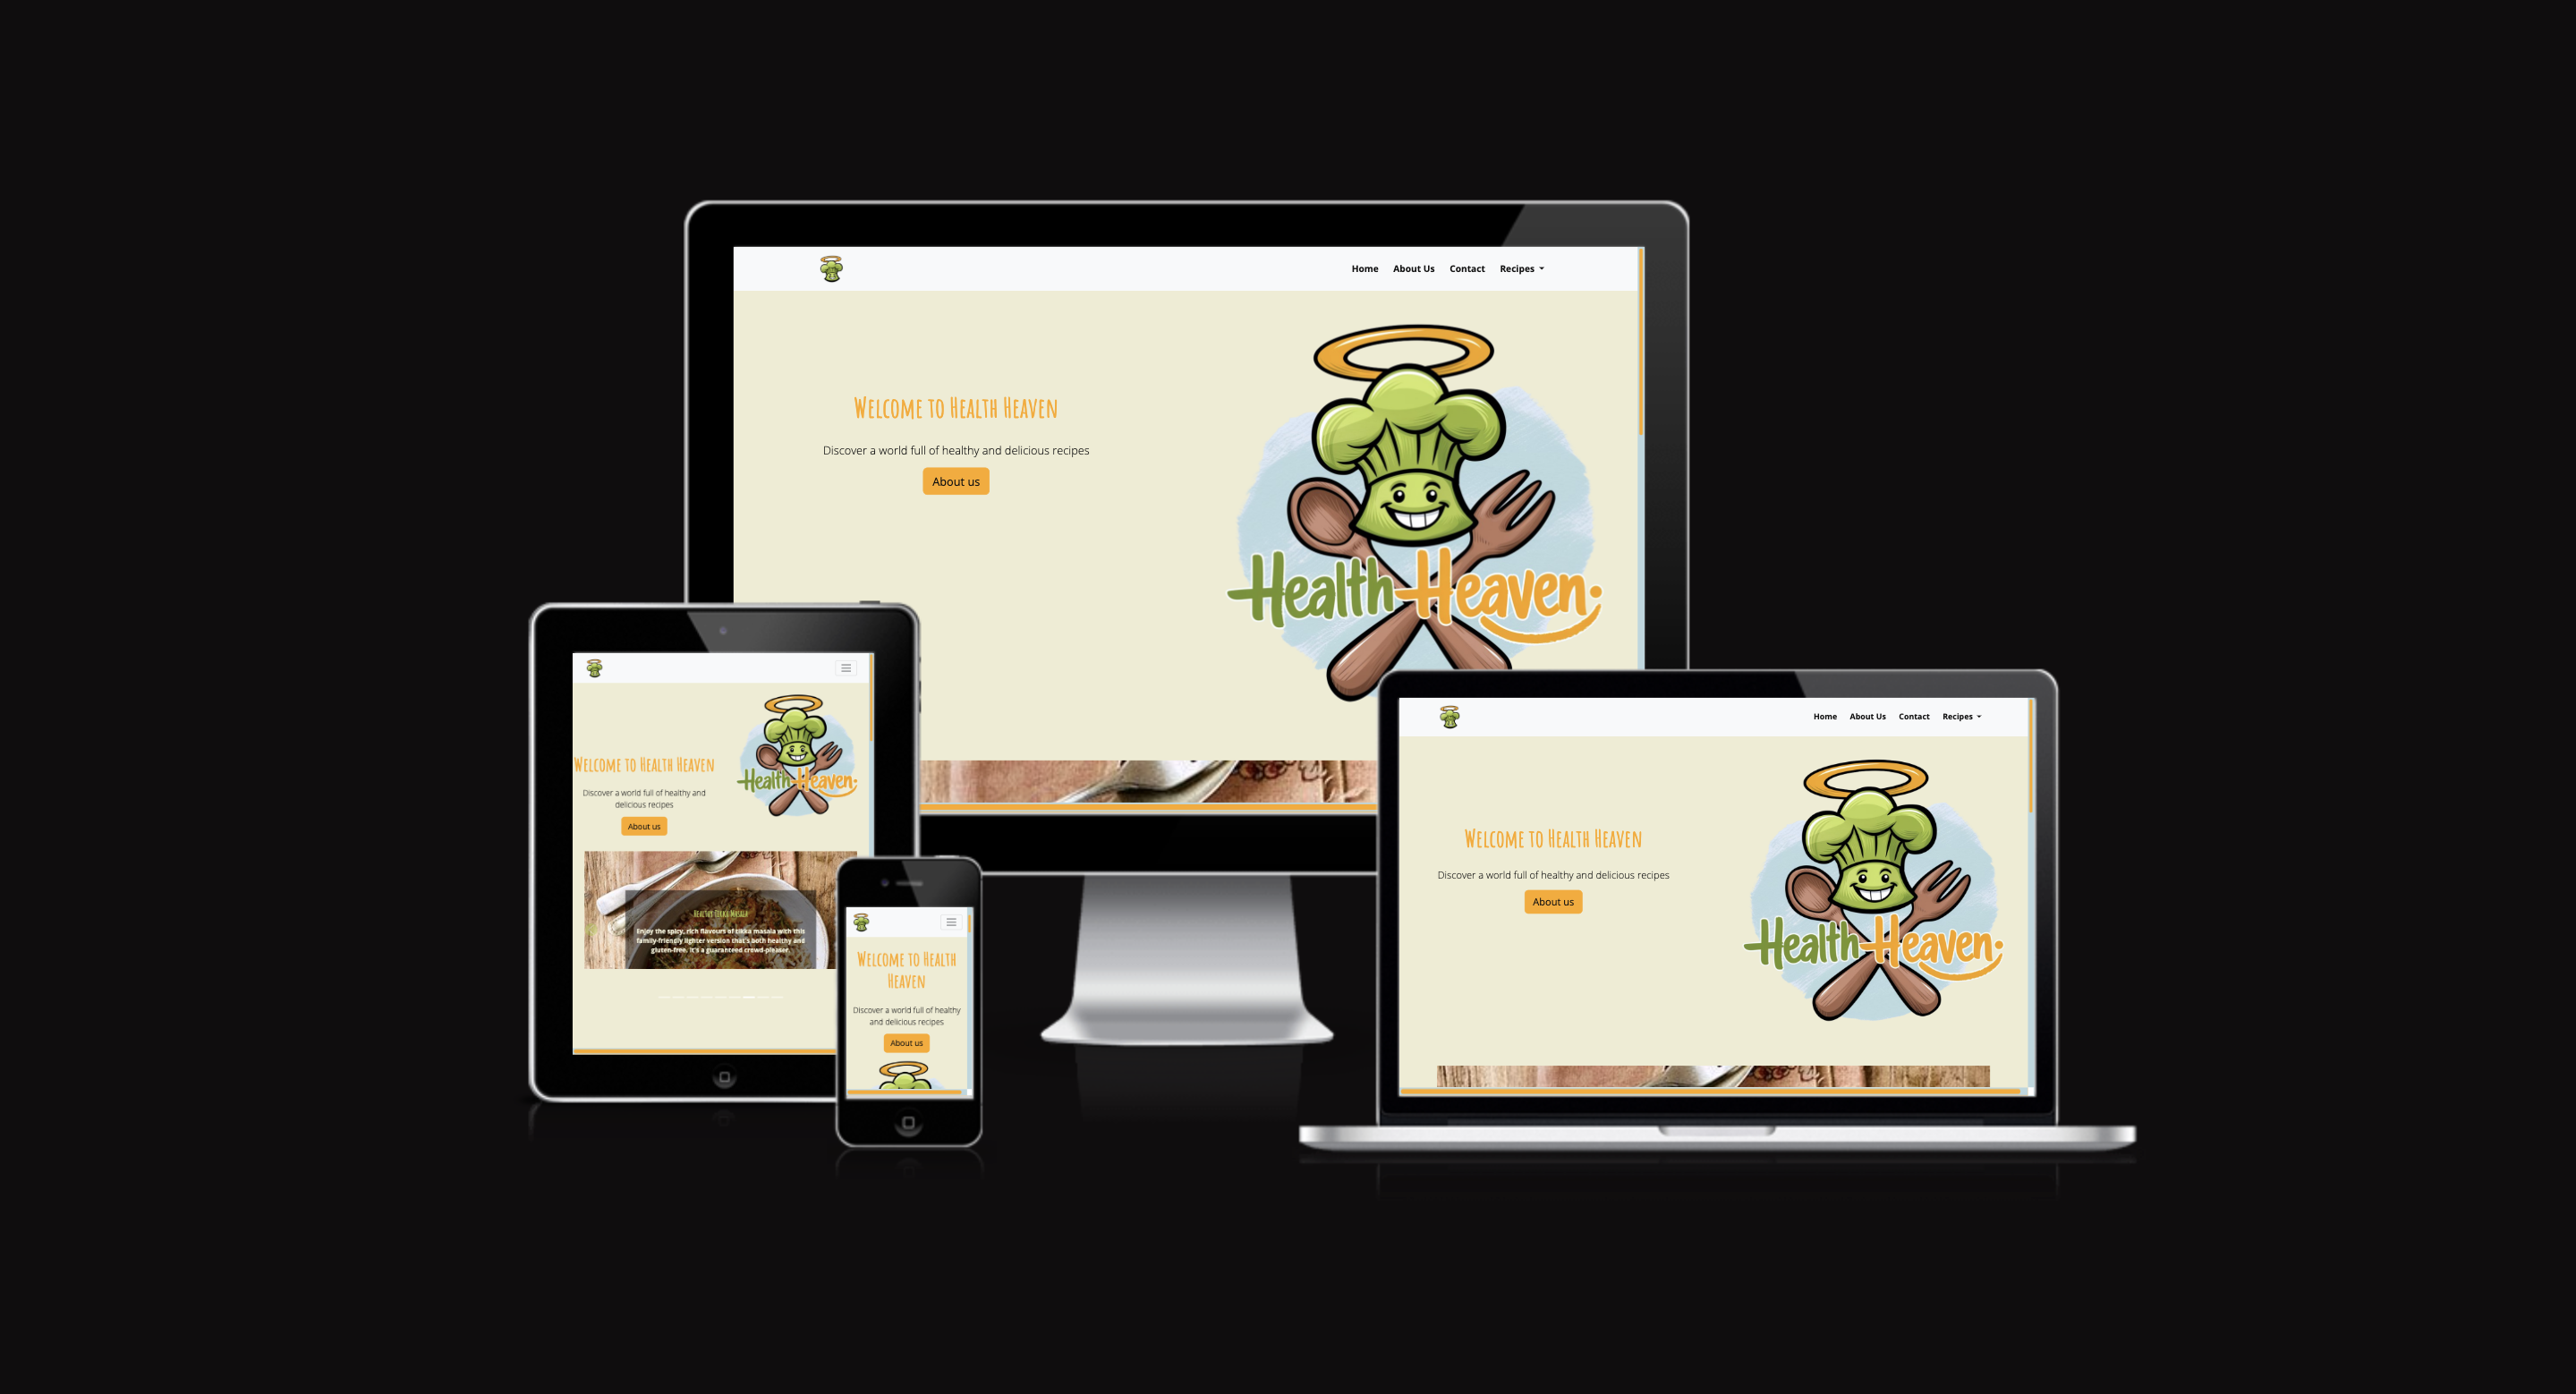 Home About Us Contact Recipes
Welcome to Health Heaven
Discover a world full of healthy and delicious recipes
About us
Health Heaven.
Welcome to Health Heaven
Discover a world full of healthy and
delicious recipes
About us
Health Heaven.
Healthy Tikka Masala
Enjoy the spicy, rich flavours of tikka masala with this
family-friendly lighter version that's both healthy and
gluten-free. It's a guaranteed crowd-pleaser.
Welcome to Health
Heaven
Discover a world full of healthy
and delicious recipes
About us
Home About Us Contact Recipes
Welcome to Health Heaven
Discover a world full of healthy and delicious recipes
About us
Health Heaven.